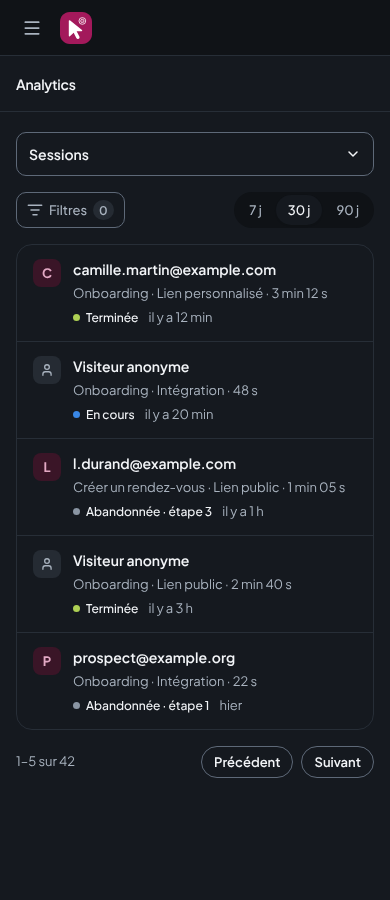 Analytics
Sessions
Filtres 0
7 j 30 j 90 j
C camille.martin@example.com
Onboarding · Lien personnalisé · 3 min 12 s
Terminée il y a 12 min
Visiteur anonyme
Onboarding · Intégration · 48 s
En cours il y a 20 min
L l.durand@example.com
Créer un rendez-vous · Lien public · 1 min 05 s
Abandonnée · étape 3 il y a 1 h
Visiteur anonyme
Onboarding · Lien public · 2 min 40 s
Terminée il y a 3 h
P prospect@example.org
Onboarding · Intégration · 22 s
Abandonnée · étape 1 hier
1–5 sur 42 Précédent Suivant